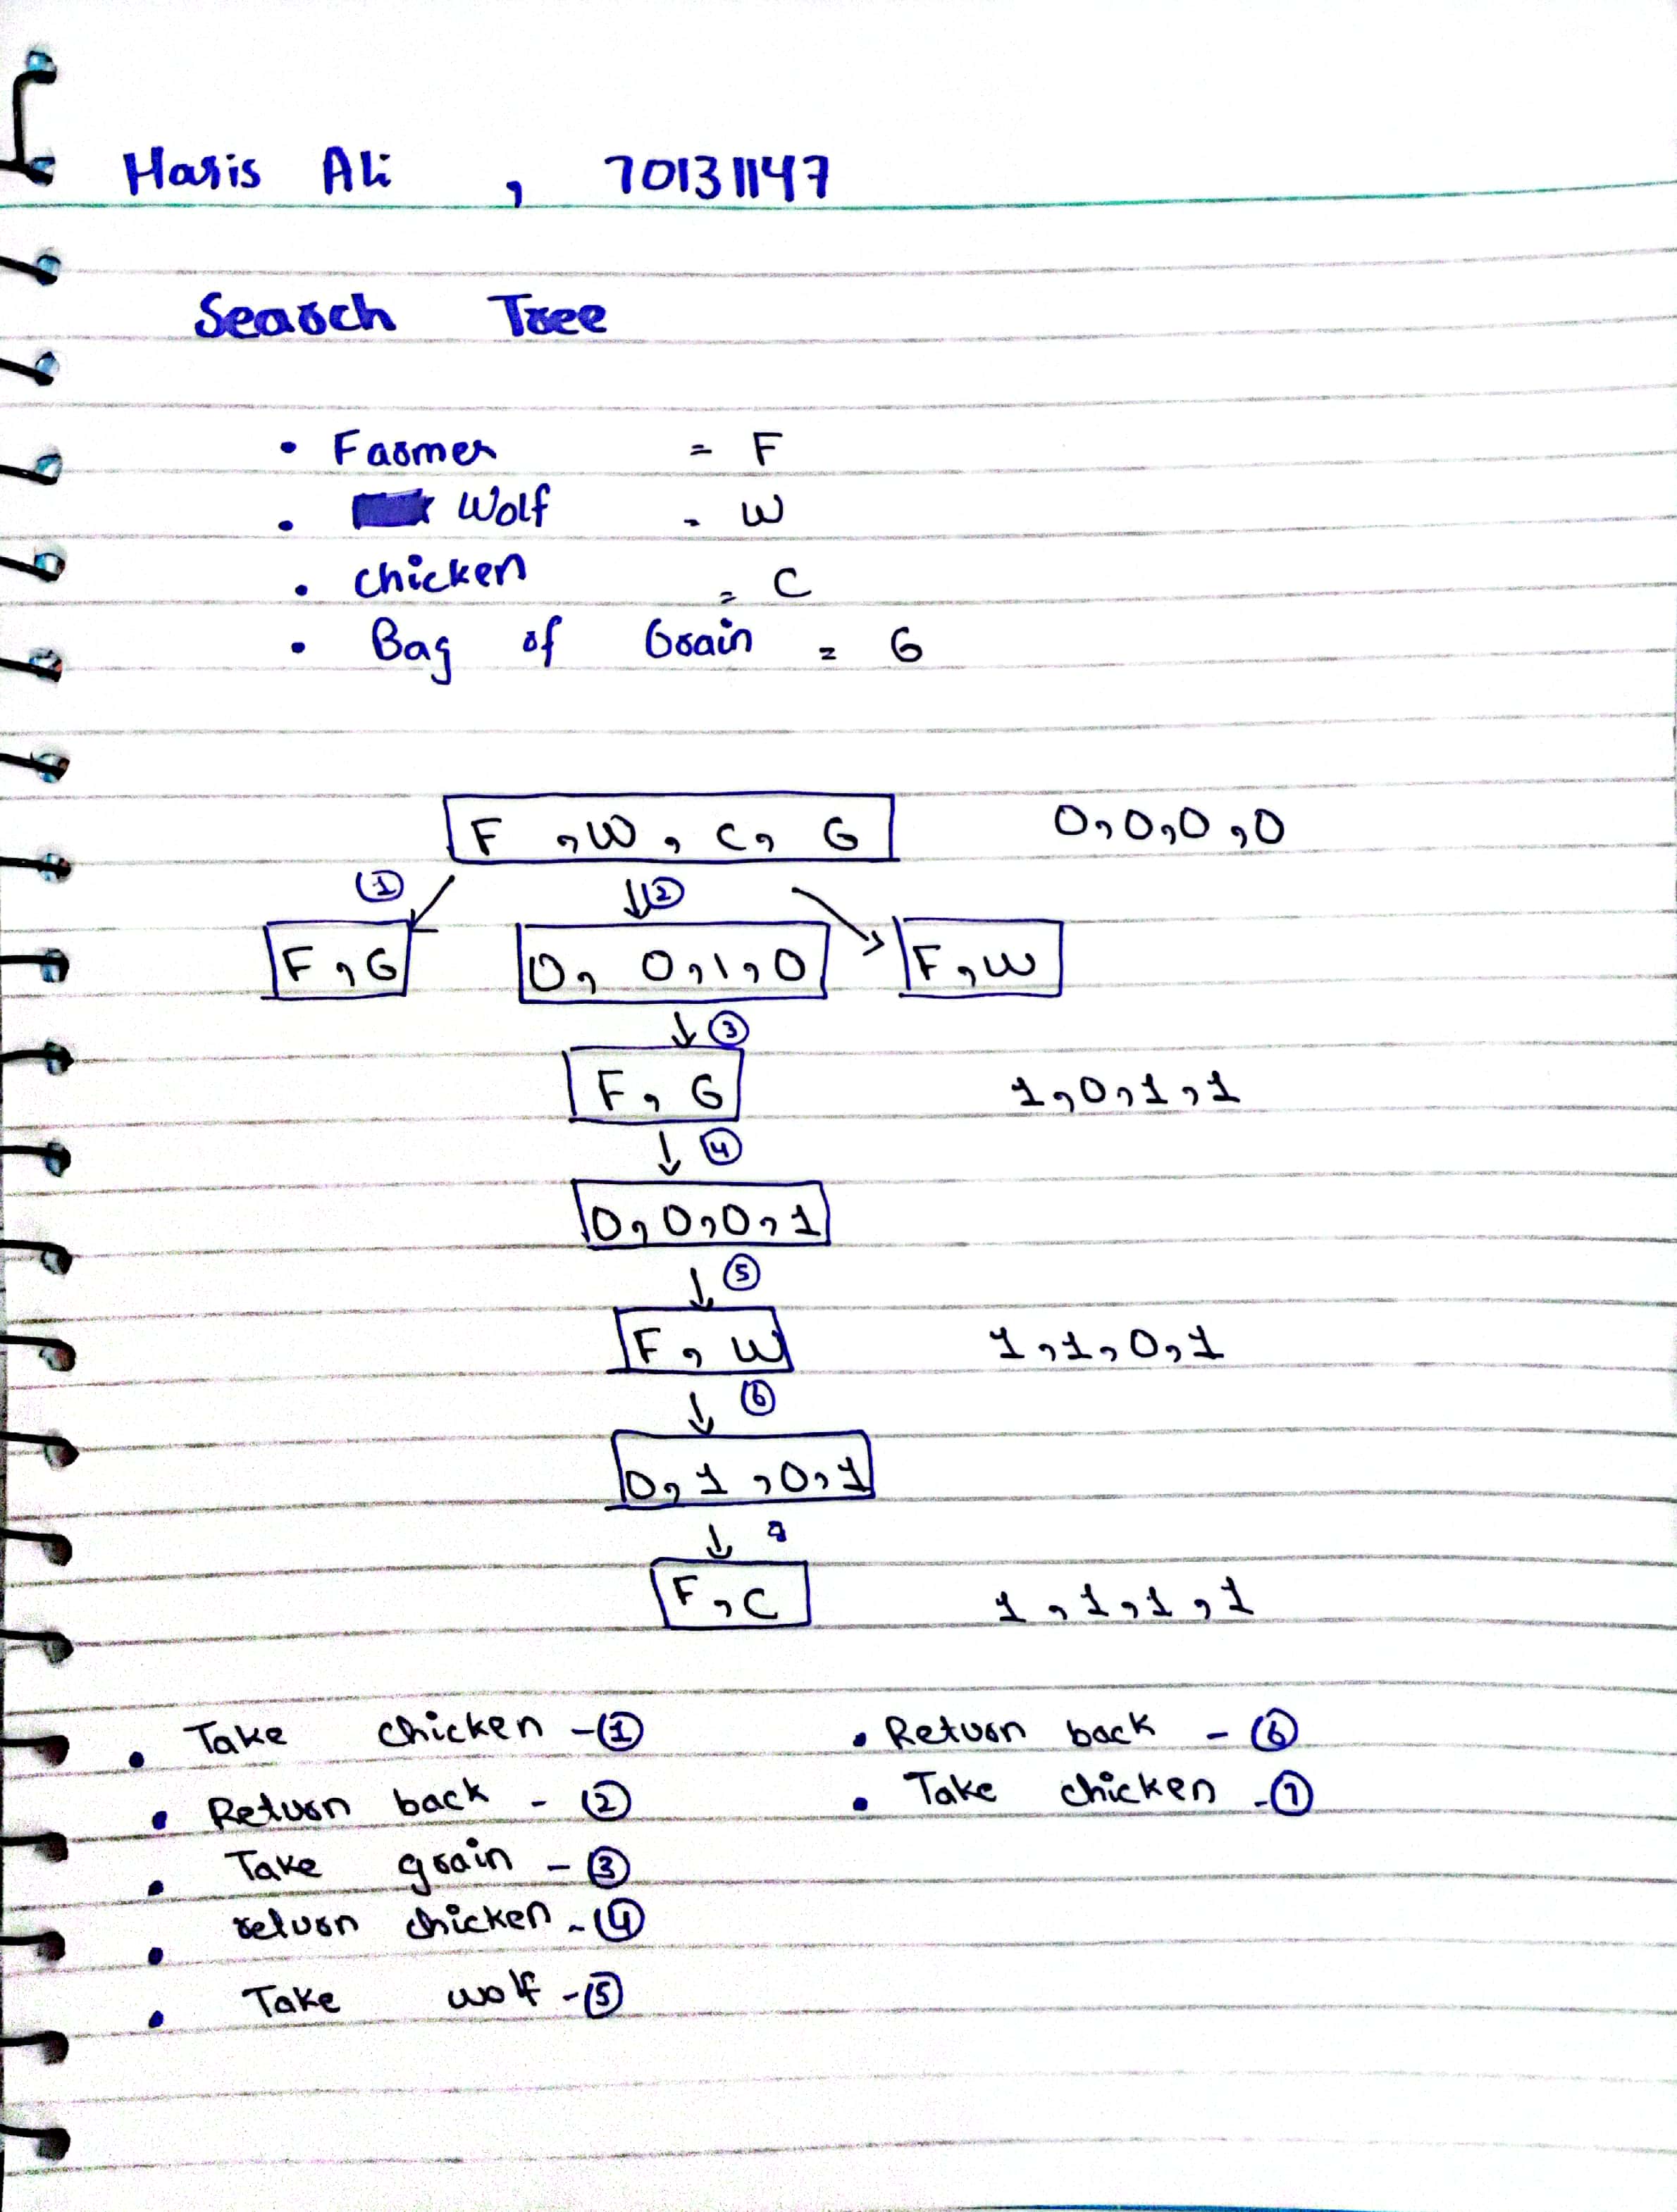 Haris Ali , 70131147
Search Tree
• Farmer = F
• Wolf - W
• chicken = C
• Bag of Grain = G
F , W , C , G 0,0,0,0
① ②
F,G 0, 0,1,0 F,W
③
F, G 1,0,1,1
④
0,0,0,1
⑤
F, W 1,1,0,1
⑥
0,1,0,1
7
F,C 1,1,1,1
• Take chicken -① • Return back - ⑥
• Return back - ② • Take chicken -⑦
• Take grain - ③
• return chicken - ④
• Take wolf -⑤